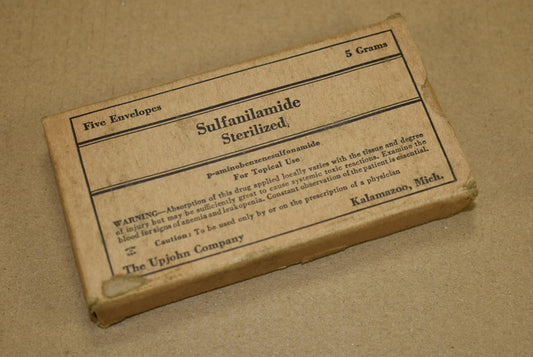 Five Envelopes 5 Grams
Sulfanilamide
Sterilized
p-aminobenzenesulfonamide
For Topical Use
WARNING—Absorption of this drug applied locally varies with the tissue and degree
of injury but may be sufficiently great to cause systemic toxic reactions. Examine the
blood for signs of anemia and leukopenia. Constant observation of the patient is essential.
Caution: To be used only by or on the prescription of a physician
The Upjohn Company Kalamazoo, Mich.